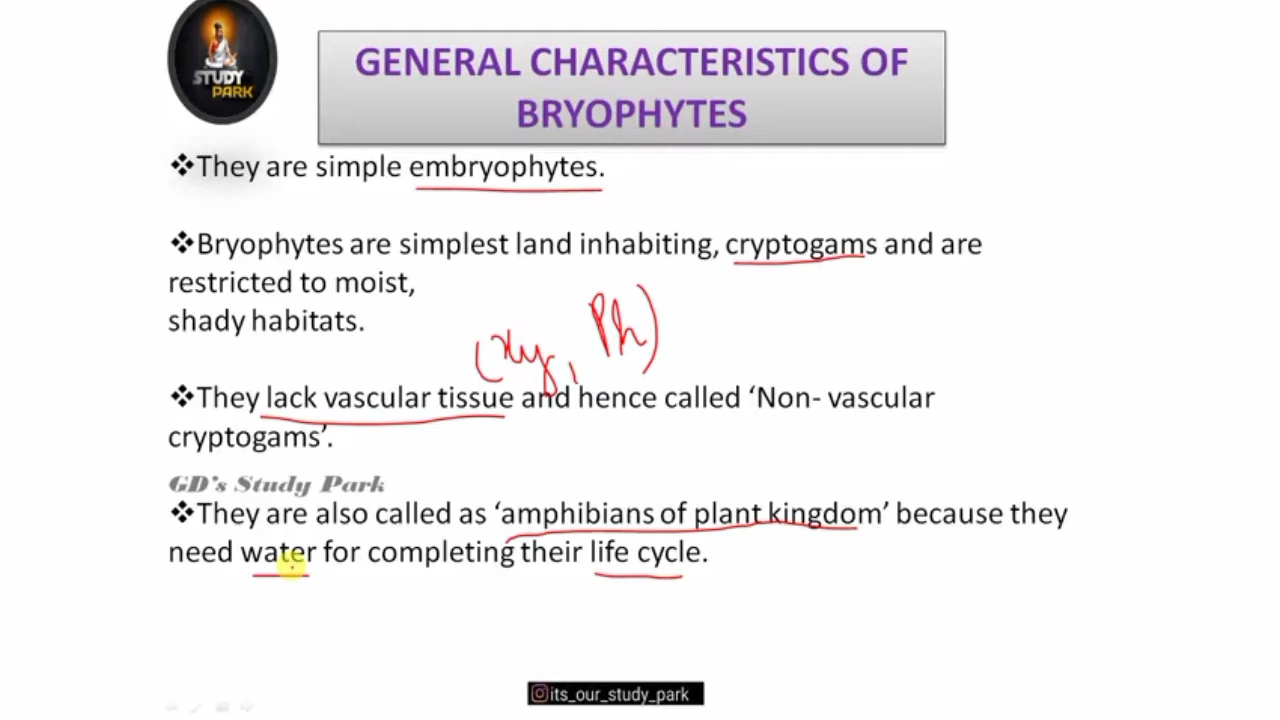 STUDY
PARK
GENERAL CHARACTERISTICS OF
BRYOPHYTES
❖They are simple embryophytes.
❖Bryophytes are simplest land inhabiting, cryptogams and are
restricted to moist,
shady habitats.
(xy, Ph)
❖They lack vascular tissue and hence called ‘Non- vascular
cryptogams’.
GD’s Study Park
❖They are also called as ‘amphibians of plant kingdom’ because they
need water for completing their life cycle.
its_our_study_park